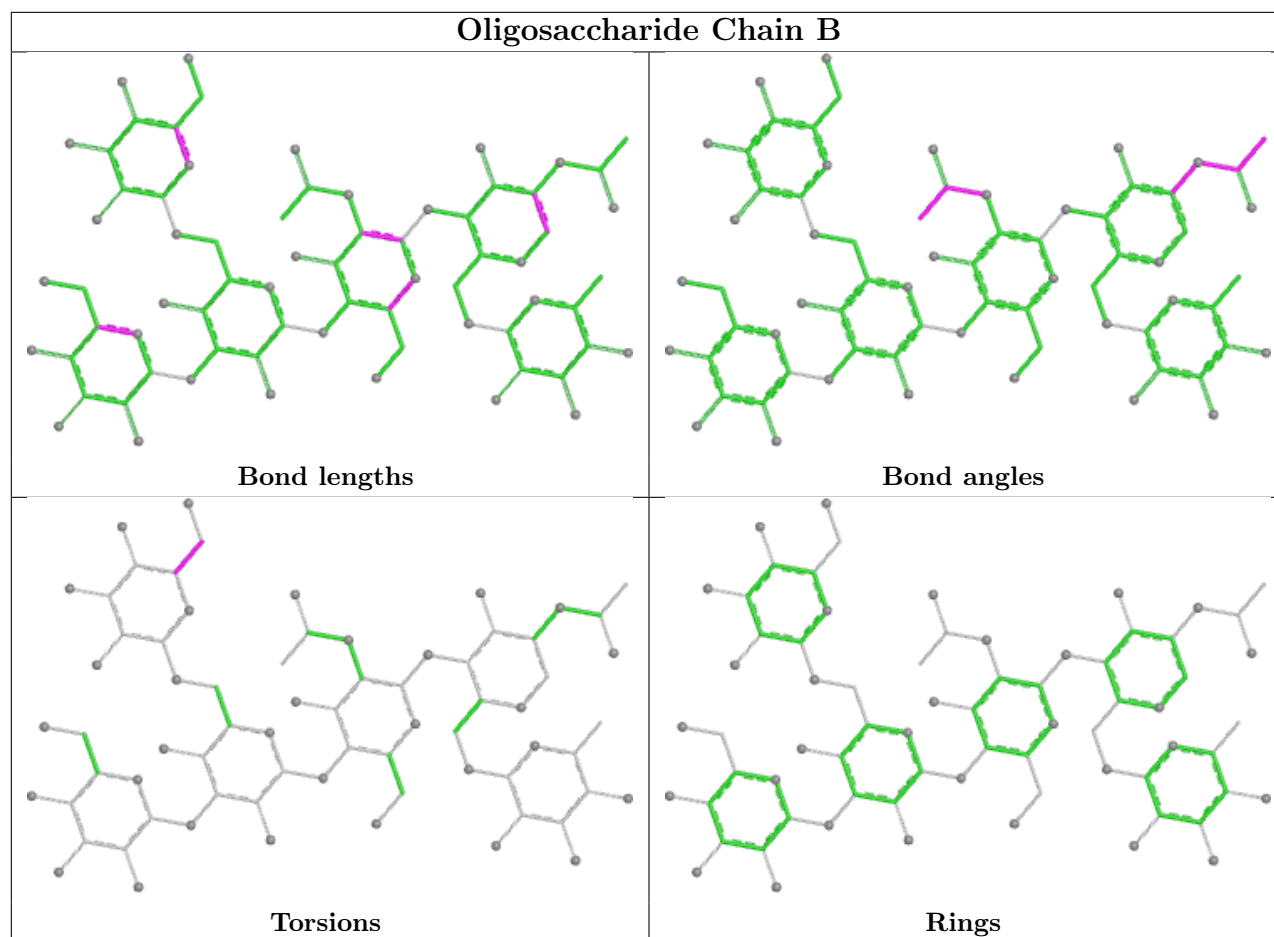 Oligosaccharide Chain B
Bond lengths
Bond angles
Torsions
Rings